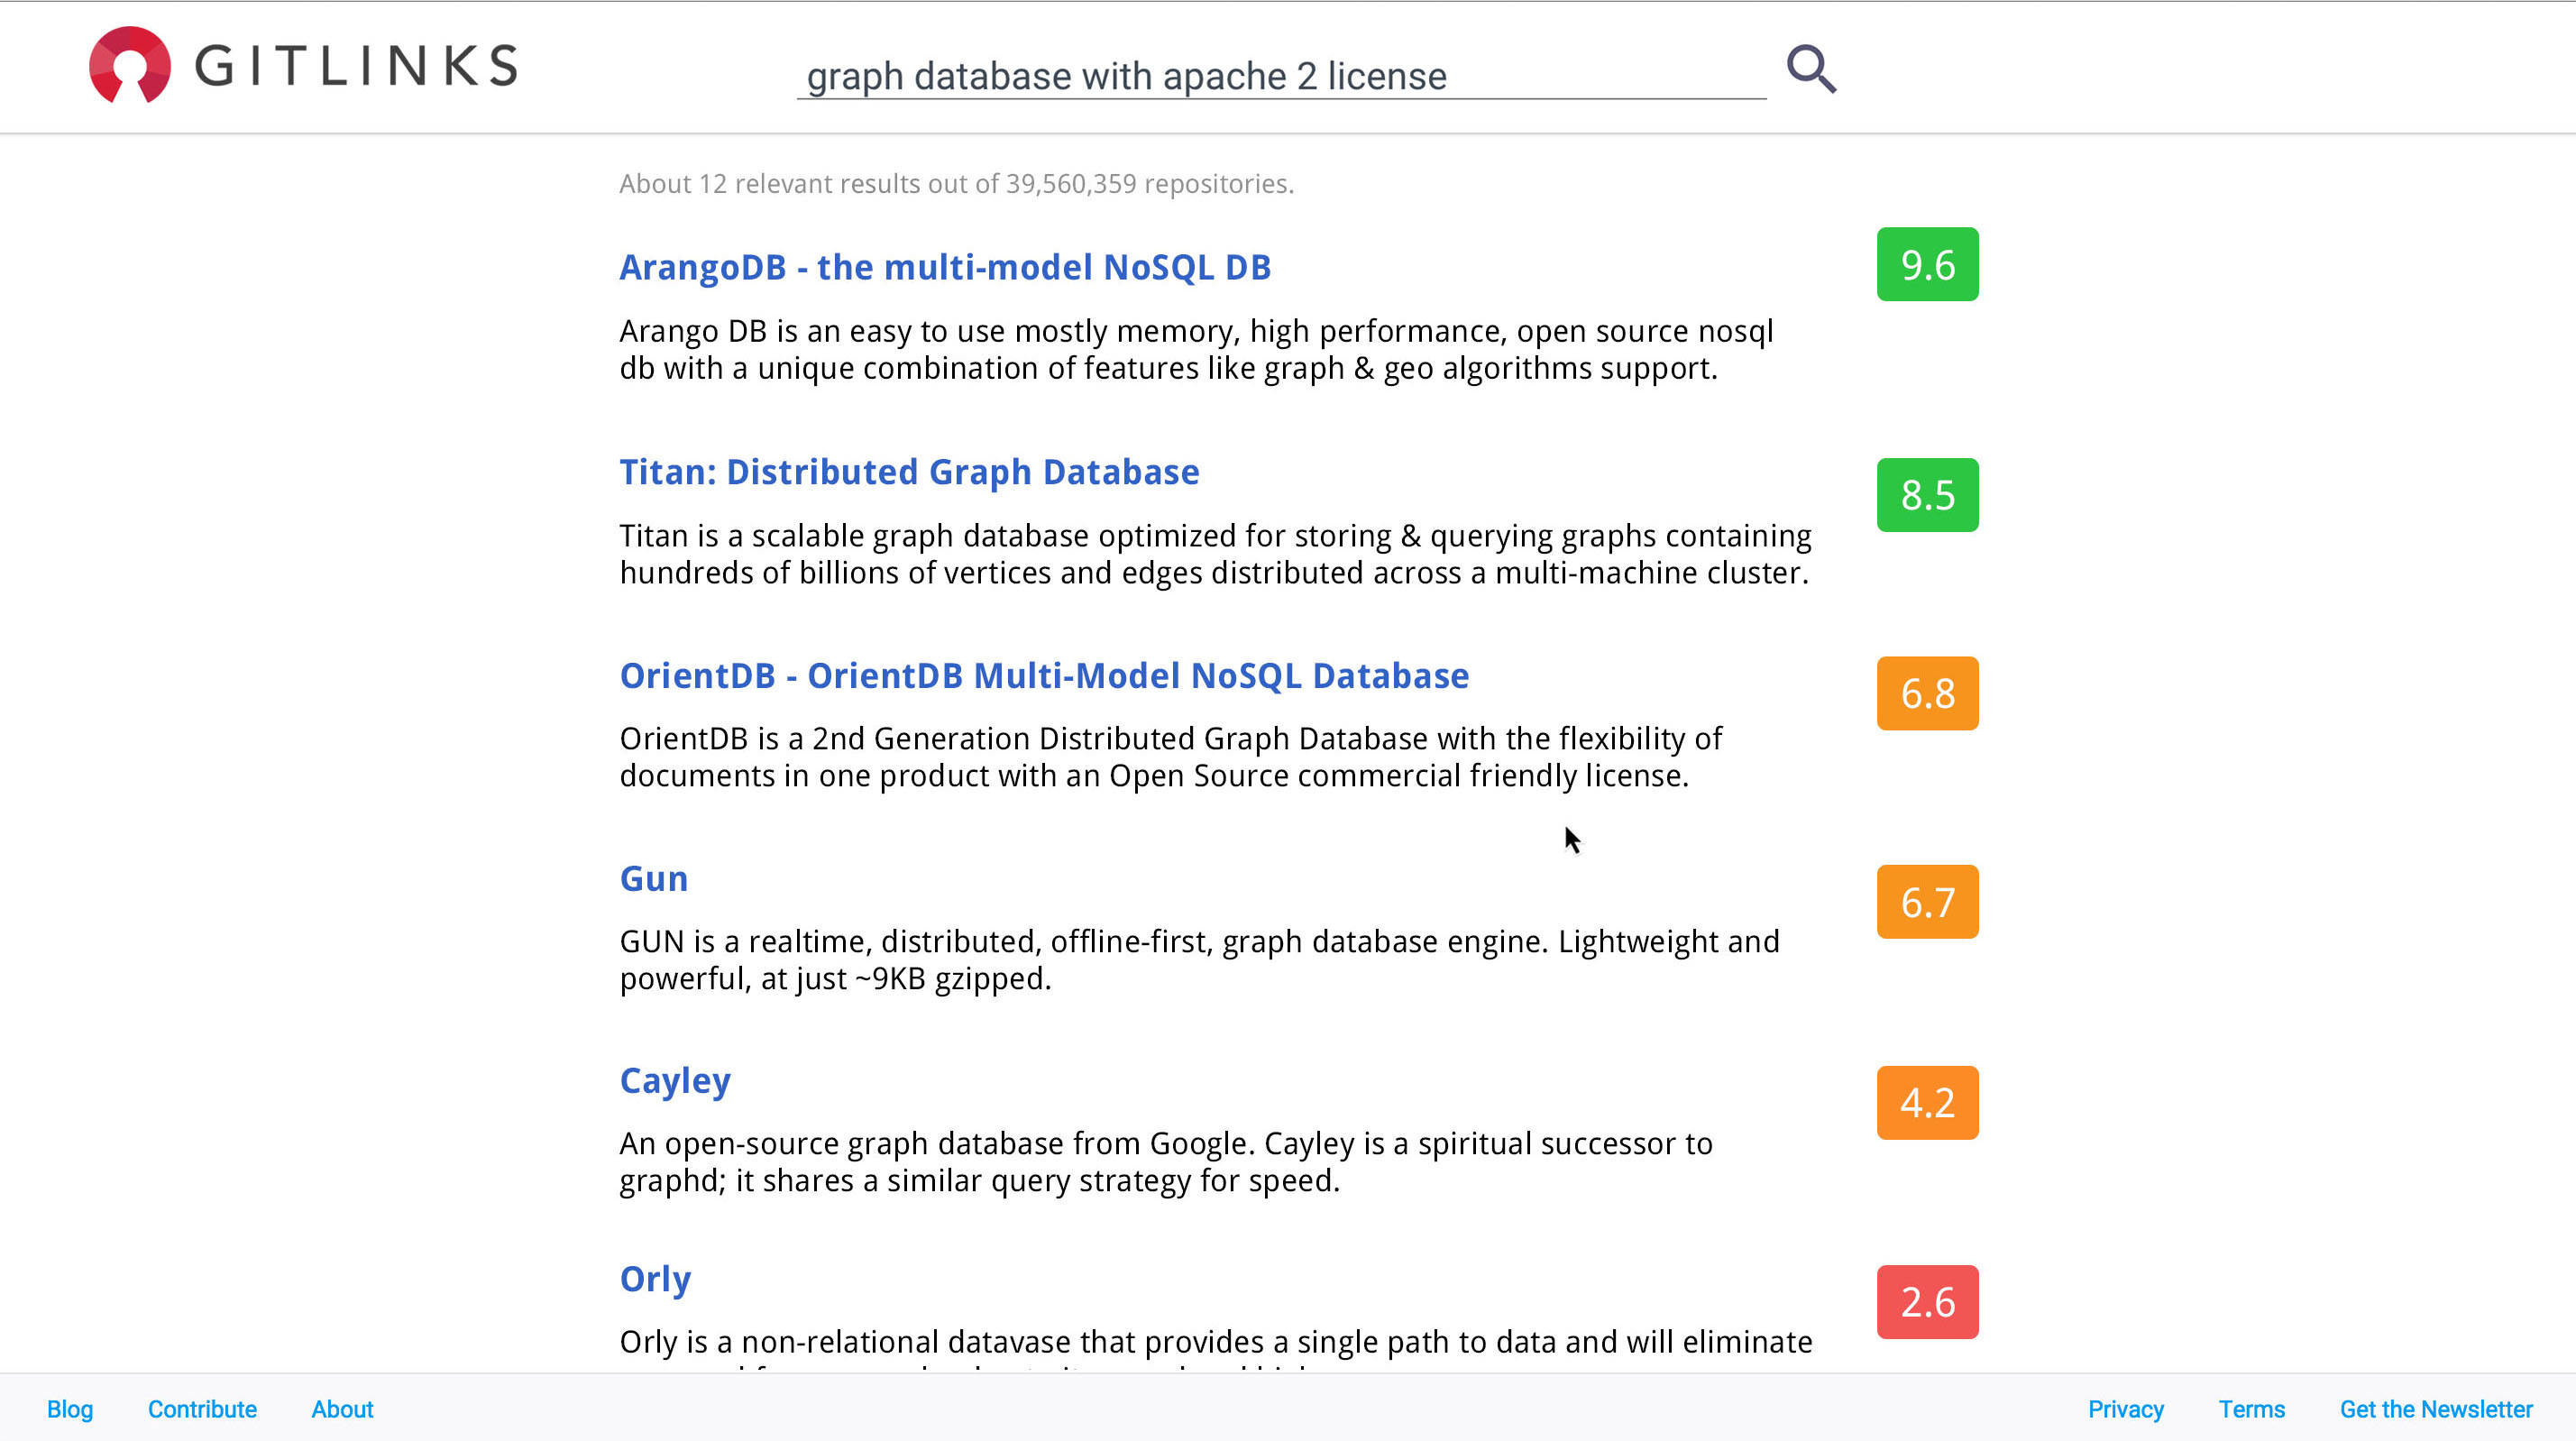 GITLINKS
graph database with apache 2 license
About 12 relevant results out of 39,560,359 repositories.
ArangoDB - the multi-model NoSQL DB
9.6
Arango DB is an easy to use mostly memory, high performance, open source nosql
db with a unique combination of features like graph & geo algorithms support.
Titan: Distributed Graph Database
8.5
Titan is a scalable graph database optimized for storing & querying graphs containing
hundreds of billions of vertices and edges distributed across a multi-machine cluster.
OrientDB - OrientDB Multi-Model NoSQL Database
6.8
OrientDB is a 2nd Generation Distributed Graph Database with the flexibility of
documents in one product with an Open Source commercial friendly license.
Gun
6.7
GUN is a realtime, distributed, offline-first, graph database engine. Lightweight and
powerful, at just ~9KB gzipped.
Cayley
4.2
An open-source graph database from Google. Cayley is a spiritual successor to
graphd; it shares a similar query strategy for speed.
Orly
2.6
Orly is a non-relational datavase that provides a single path to data and will eliminate
Blog Contribute About Privacy Terms Get the Newsletter